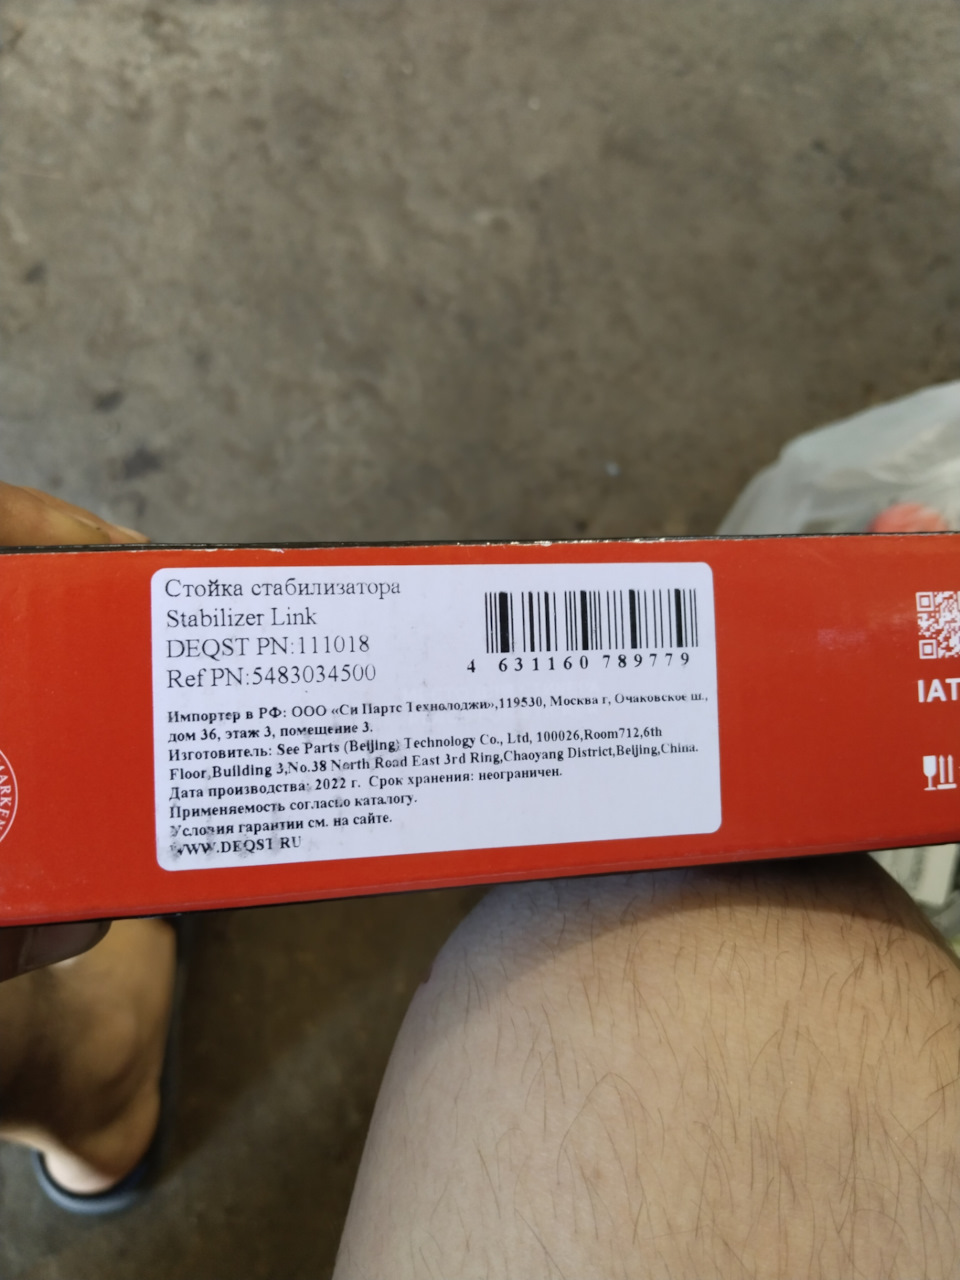 Стойка стабилизатора
Stabilizer Link
DEQST PN:111018
Ref PN:5483034500
4 631160 789779
Импортер в РФ: ООО «Си Партс Технолоджи»,119530, Москва г, Очаковское ш.,
дом 36, этаж 3, помещение 3.
Изготовитель: See Parts (Beijing) Technology Co., Ltd, 100026,Room712,6th
Floor,Building 3,No.38 North Road East 3rd Ring,Chaoyang District,Beijing,China.
Дата производства: 2022 г. Срок хранения: неограничен.
Применяемость согласно каталогу.
Условия гарантии см. на сайте.
WWW.DEQST RU
IAT